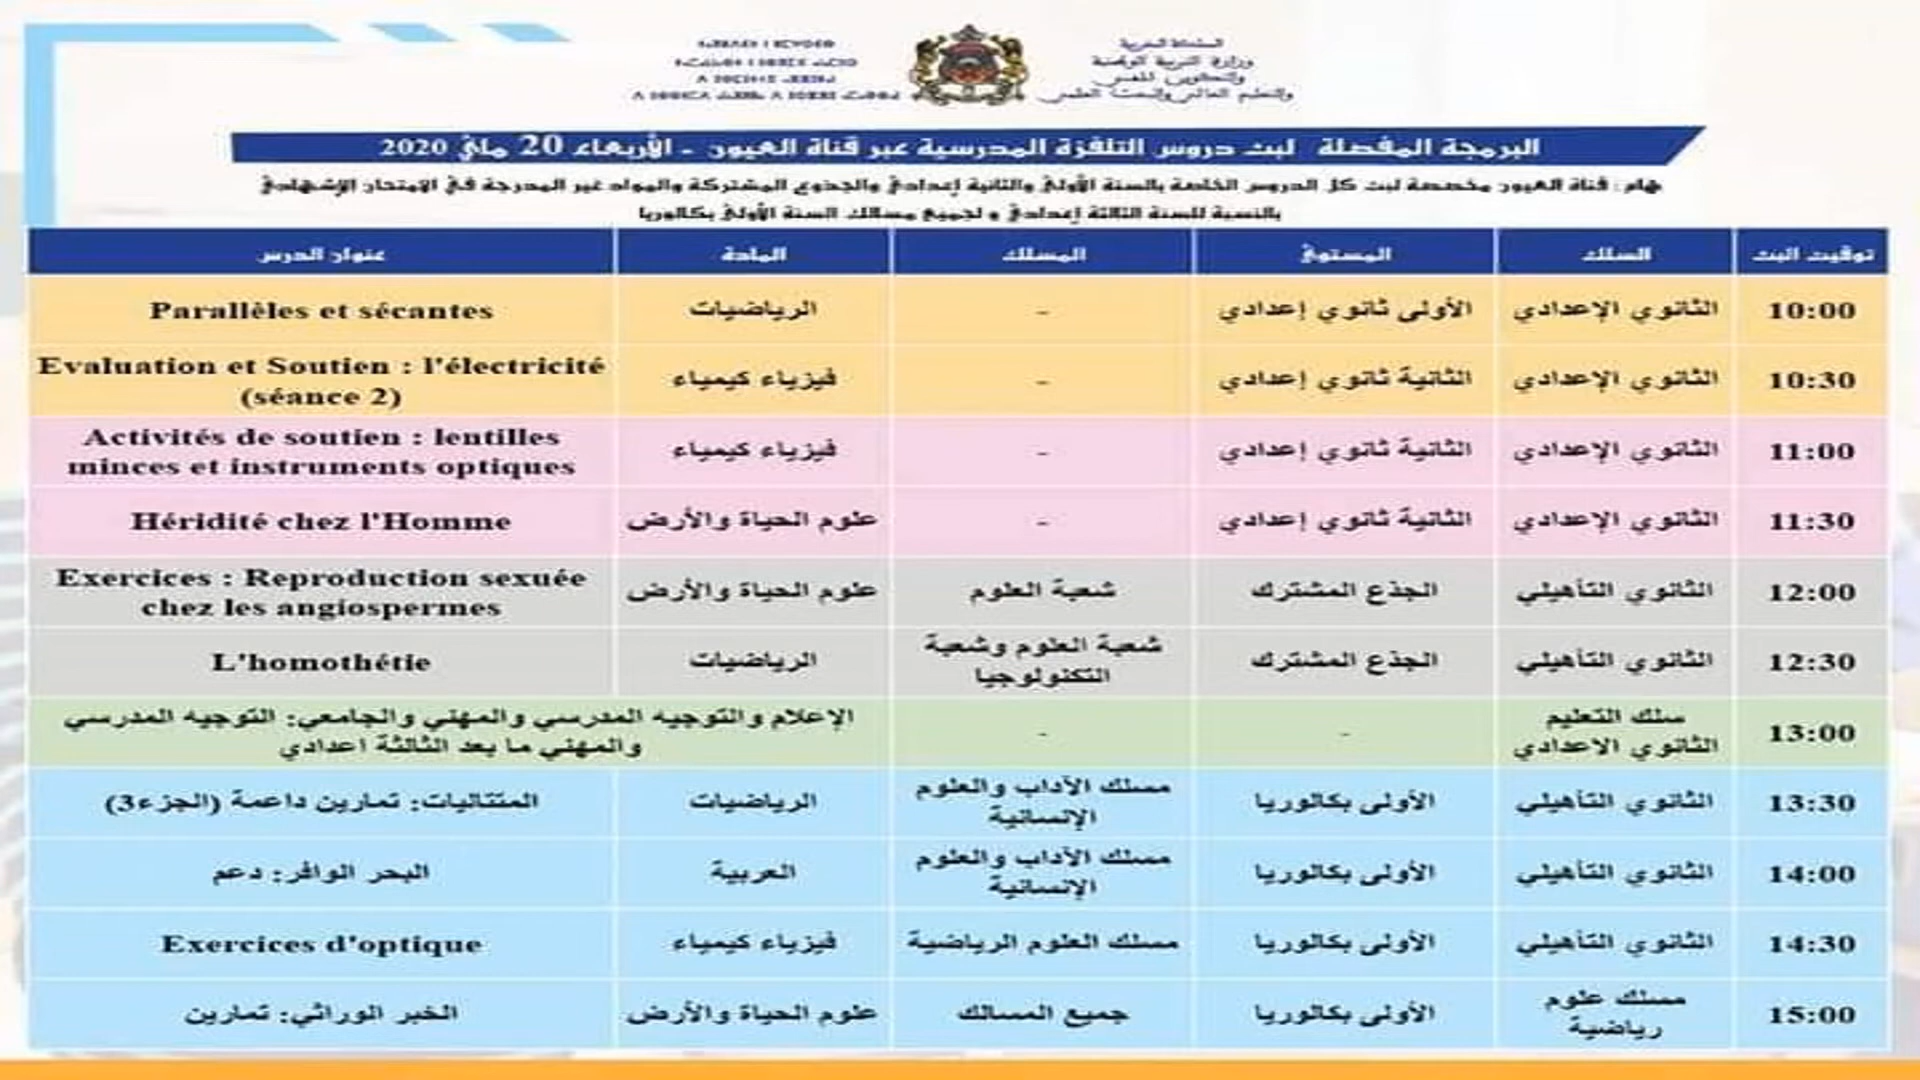 المملكة المغربية
وزارة التربية الوطنية
والتكوين المهني
والتعليم العالي والبحث العلمي
البرمجة المفصلة لبث دروس التلفزة المدرسية عبر قناة العيون - الأربعاء 20 ماي 2020
هام : قناة العيون مخصصة لبث كل الدروس الخاصة بالسنة الأولى والثانية إعدادي والجذوع المشتركة والمواد غير المدرجة في الامتحان الإشهادي
بالنسبة للسنة الثالثة إعدادي و لجميع مسالك السنة الأولى بكالوريا
توقيت البث السلك المستوى المسلك المادة عنوان الدرس
10:00 الثانوي الإعدادي الأولى ثانوي إعدادي - الرياضيات Parallèles et sécantes
10:30 الثانوي الإعدادي الثانية ثانوي إعدادي - فيزياء كيمياء Evaluation et Soutien : l'électricité
(séance 2)
11:00 الثانوي الإعدادي الثانية ثانوي إعدادي - فيزياء كيمياء Activités de soutien : lentilles
minces et instruments optiques
11:30 الثانوي الإعدادي الثانية ثانوي إعدادي - علوم الحياة والأرض Héridité chez l'Homme
12:00 الثانوي التأهيلي الجذع المشترك شعبة العلوم علوم الحياة والأرض Exercices : Reproduction sexuée
chez les angiospermes
12:30 الثانوي التأهيلي الجذع المشترك شعبة العلوم وشعبة
التكنولوجيا الرياضيات L'homothétie
13:00 سلك التعليم
الثانوي الاعدادي - - الإعلام والتوجيه المدرسي والمهني والجامعي: التوجيه المدرسي
والمهني ما بعد الثالثة اعدادي
13:30 الثانوي التأهيلي الأولى بكالوريا مسلك الآداب والعلوم
الإنسانية الرياضيات المتتاليات: تمارين داعمة (الجزء3)
14:00 الثانوي التأهيلي الأولى بكالوريا مسلك الآداب والعلوم
الإنسانية العربية البحر الوافر: دعم
14:30 الثانوي التأهيلي الأولى بكالوريا مسلك العلوم الرياضية فيزياء كيمياء Exercices d'optique
15:00 مسلك علوم
رياضية الأولى بكالوريا جميع المسالك علوم الحياة والأرض الخبر الوراثي: تمارين